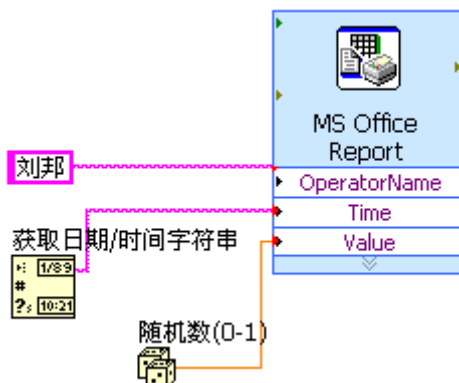 MS Office
Report
刘邦
OperatorName
Time
获取日期/时间字符串
Value
1/89
#
?
10:21
随机数(0-1)